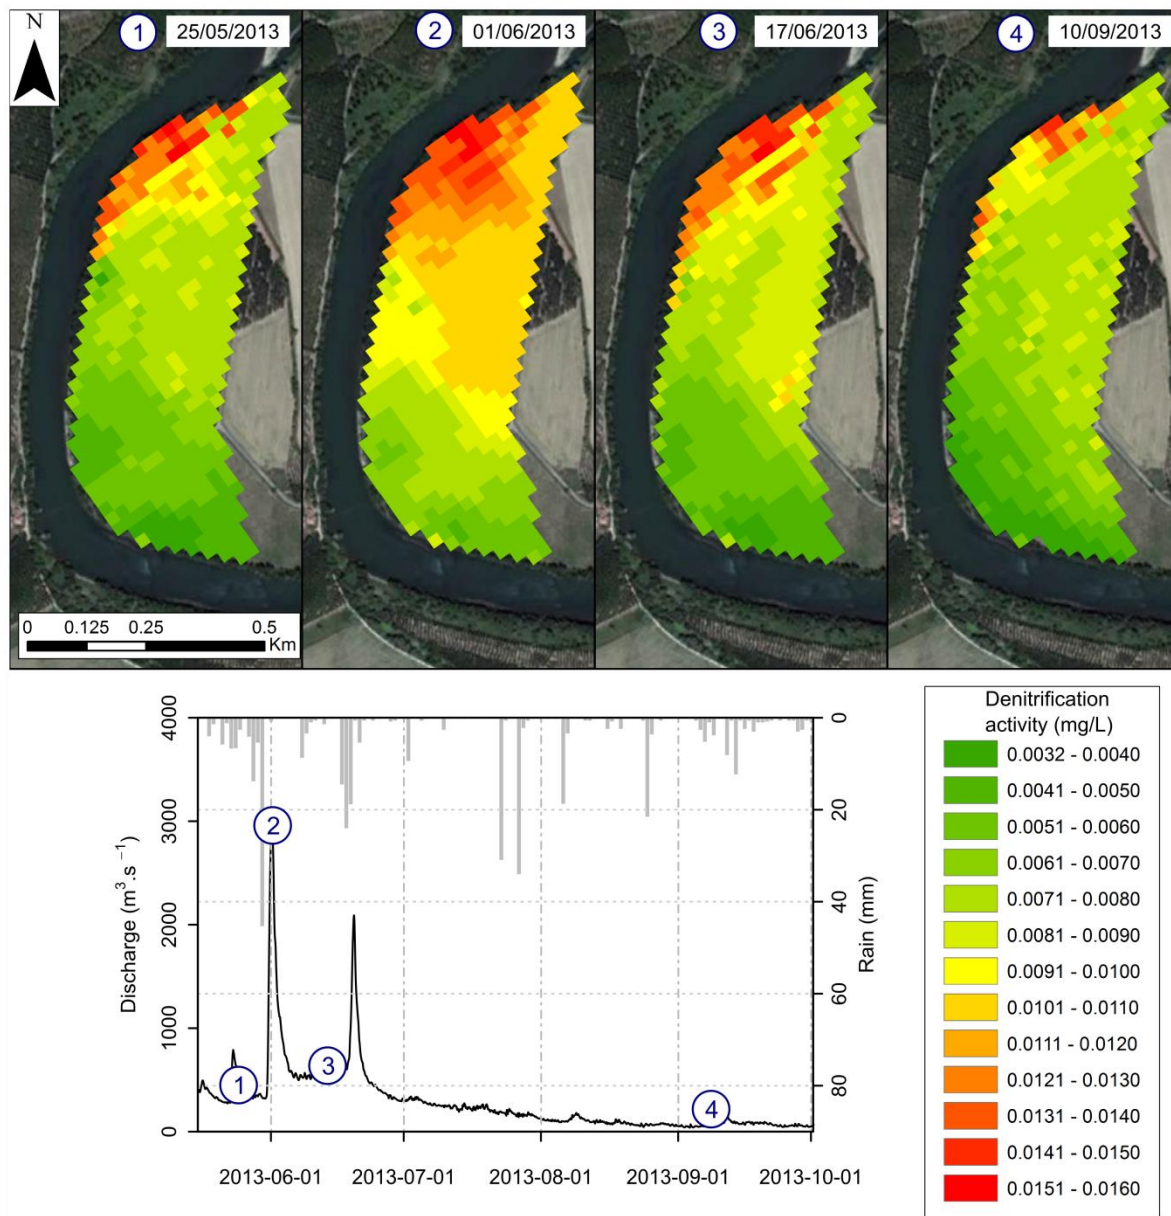 N
1 25/05/2013
2 01/06/2013
3 17/06/2013
4 10/09/2013
0 0.125 0.25 0.5
Km
4000
3000
2000
1000
0
Discharge (m³.s⁻¹)
0
20
40
60
80
Rain (mm)
1
2
3
4
2013-06-01 2013-07-01 2013-08-01 2013-09-01 2013-10-01
Denitrification
activity (mg/L)
0.0032 - 0.0040
0.0041 - 0.0050
0.0051 - 0.0060
0.0061 - 0.0070
0.0071 - 0.0080
0.0081 - 0.0090
0.0091 - 0.0100
0.0101 - 0.0110
0.0111 - 0.0120
0.0121 - 0.0130
0.0131 - 0.0140
0.0141 - 0.0150
0.0151 - 0.0160